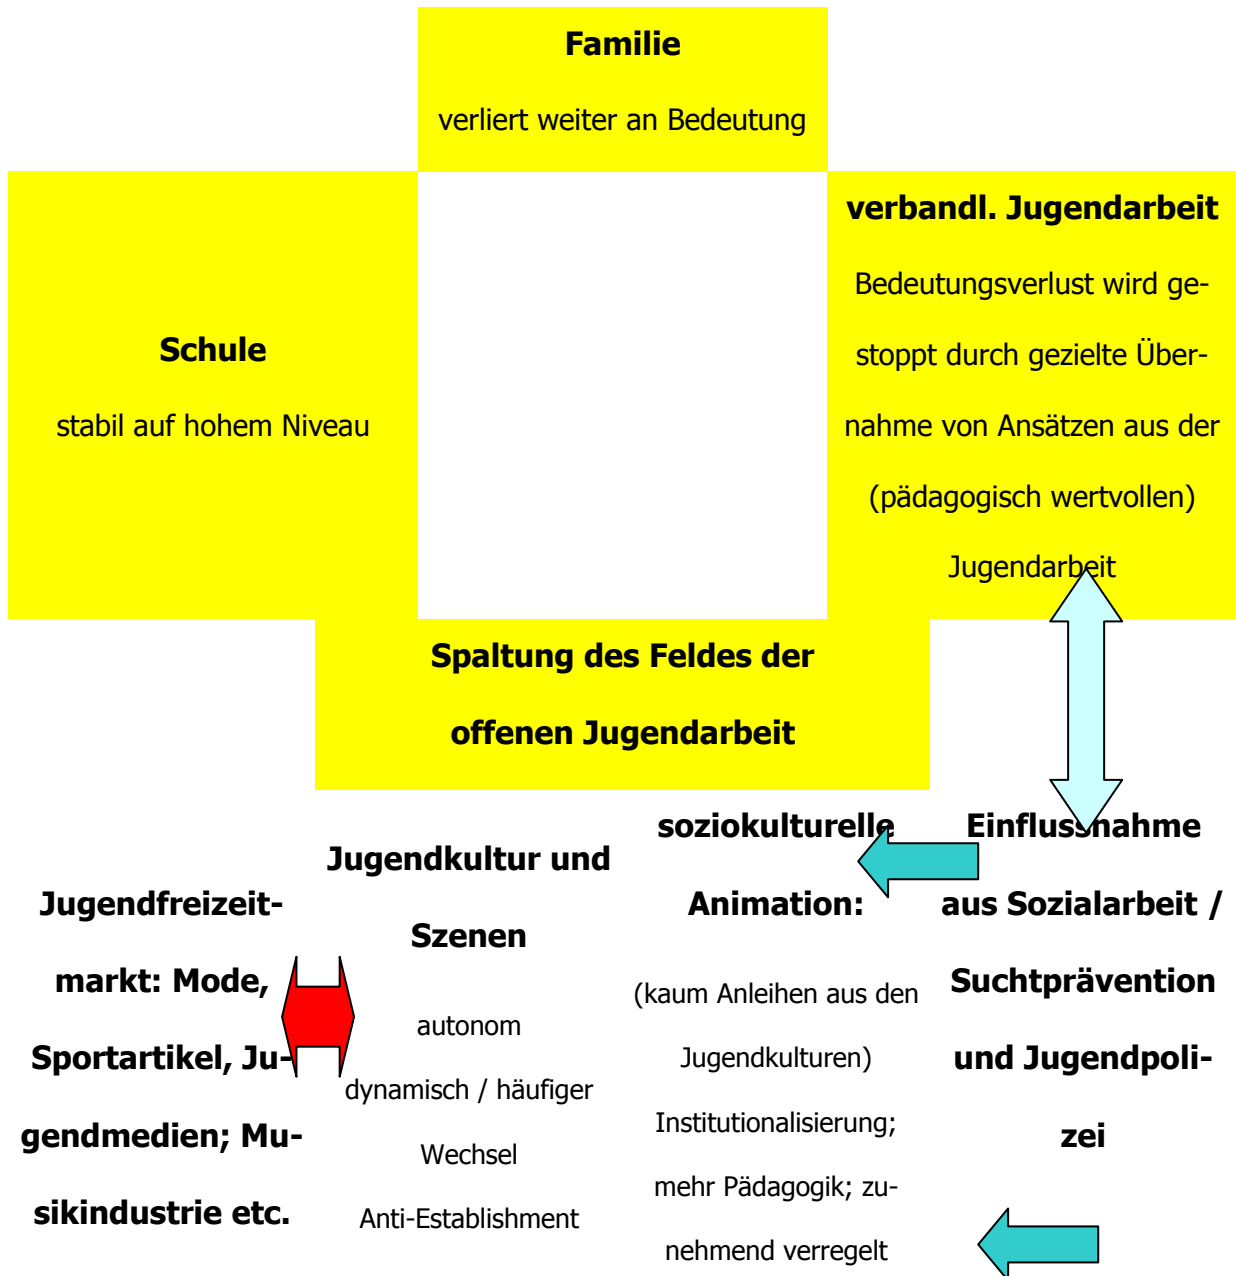 Familie
verliert weiter an Bedeutung
Schule
stabil auf hohem Niveau
verbandl. Jugendarbeit
Bedeutungsverlust wird ge-
stoppt durch gezielte Über-
nahme von Ansätzen aus der
(pädagogisch wertvollen)
Jugendarbeit
Spaltung des Feldes der
offenen Jugendarbeit
Jugendfreizeit-
markt: Mode,
Sportartikel, Ju-
gendmedien; Mu-
sikindustrie etc.
Jugendkultur und
Szenen
autonom
dynamisch / häufiger
Wechsel
Anti-Establishment
soziokulturelle
Animation:
(kaum Anleihen aus den
Jugendkulturen)
Institutionalisierung;
mehr Pädagogik; zu-
nehmend verregelt
Einflussnahme
aus Sozialarbeit /
Suchtprävention
und Jugendpoli-
zei